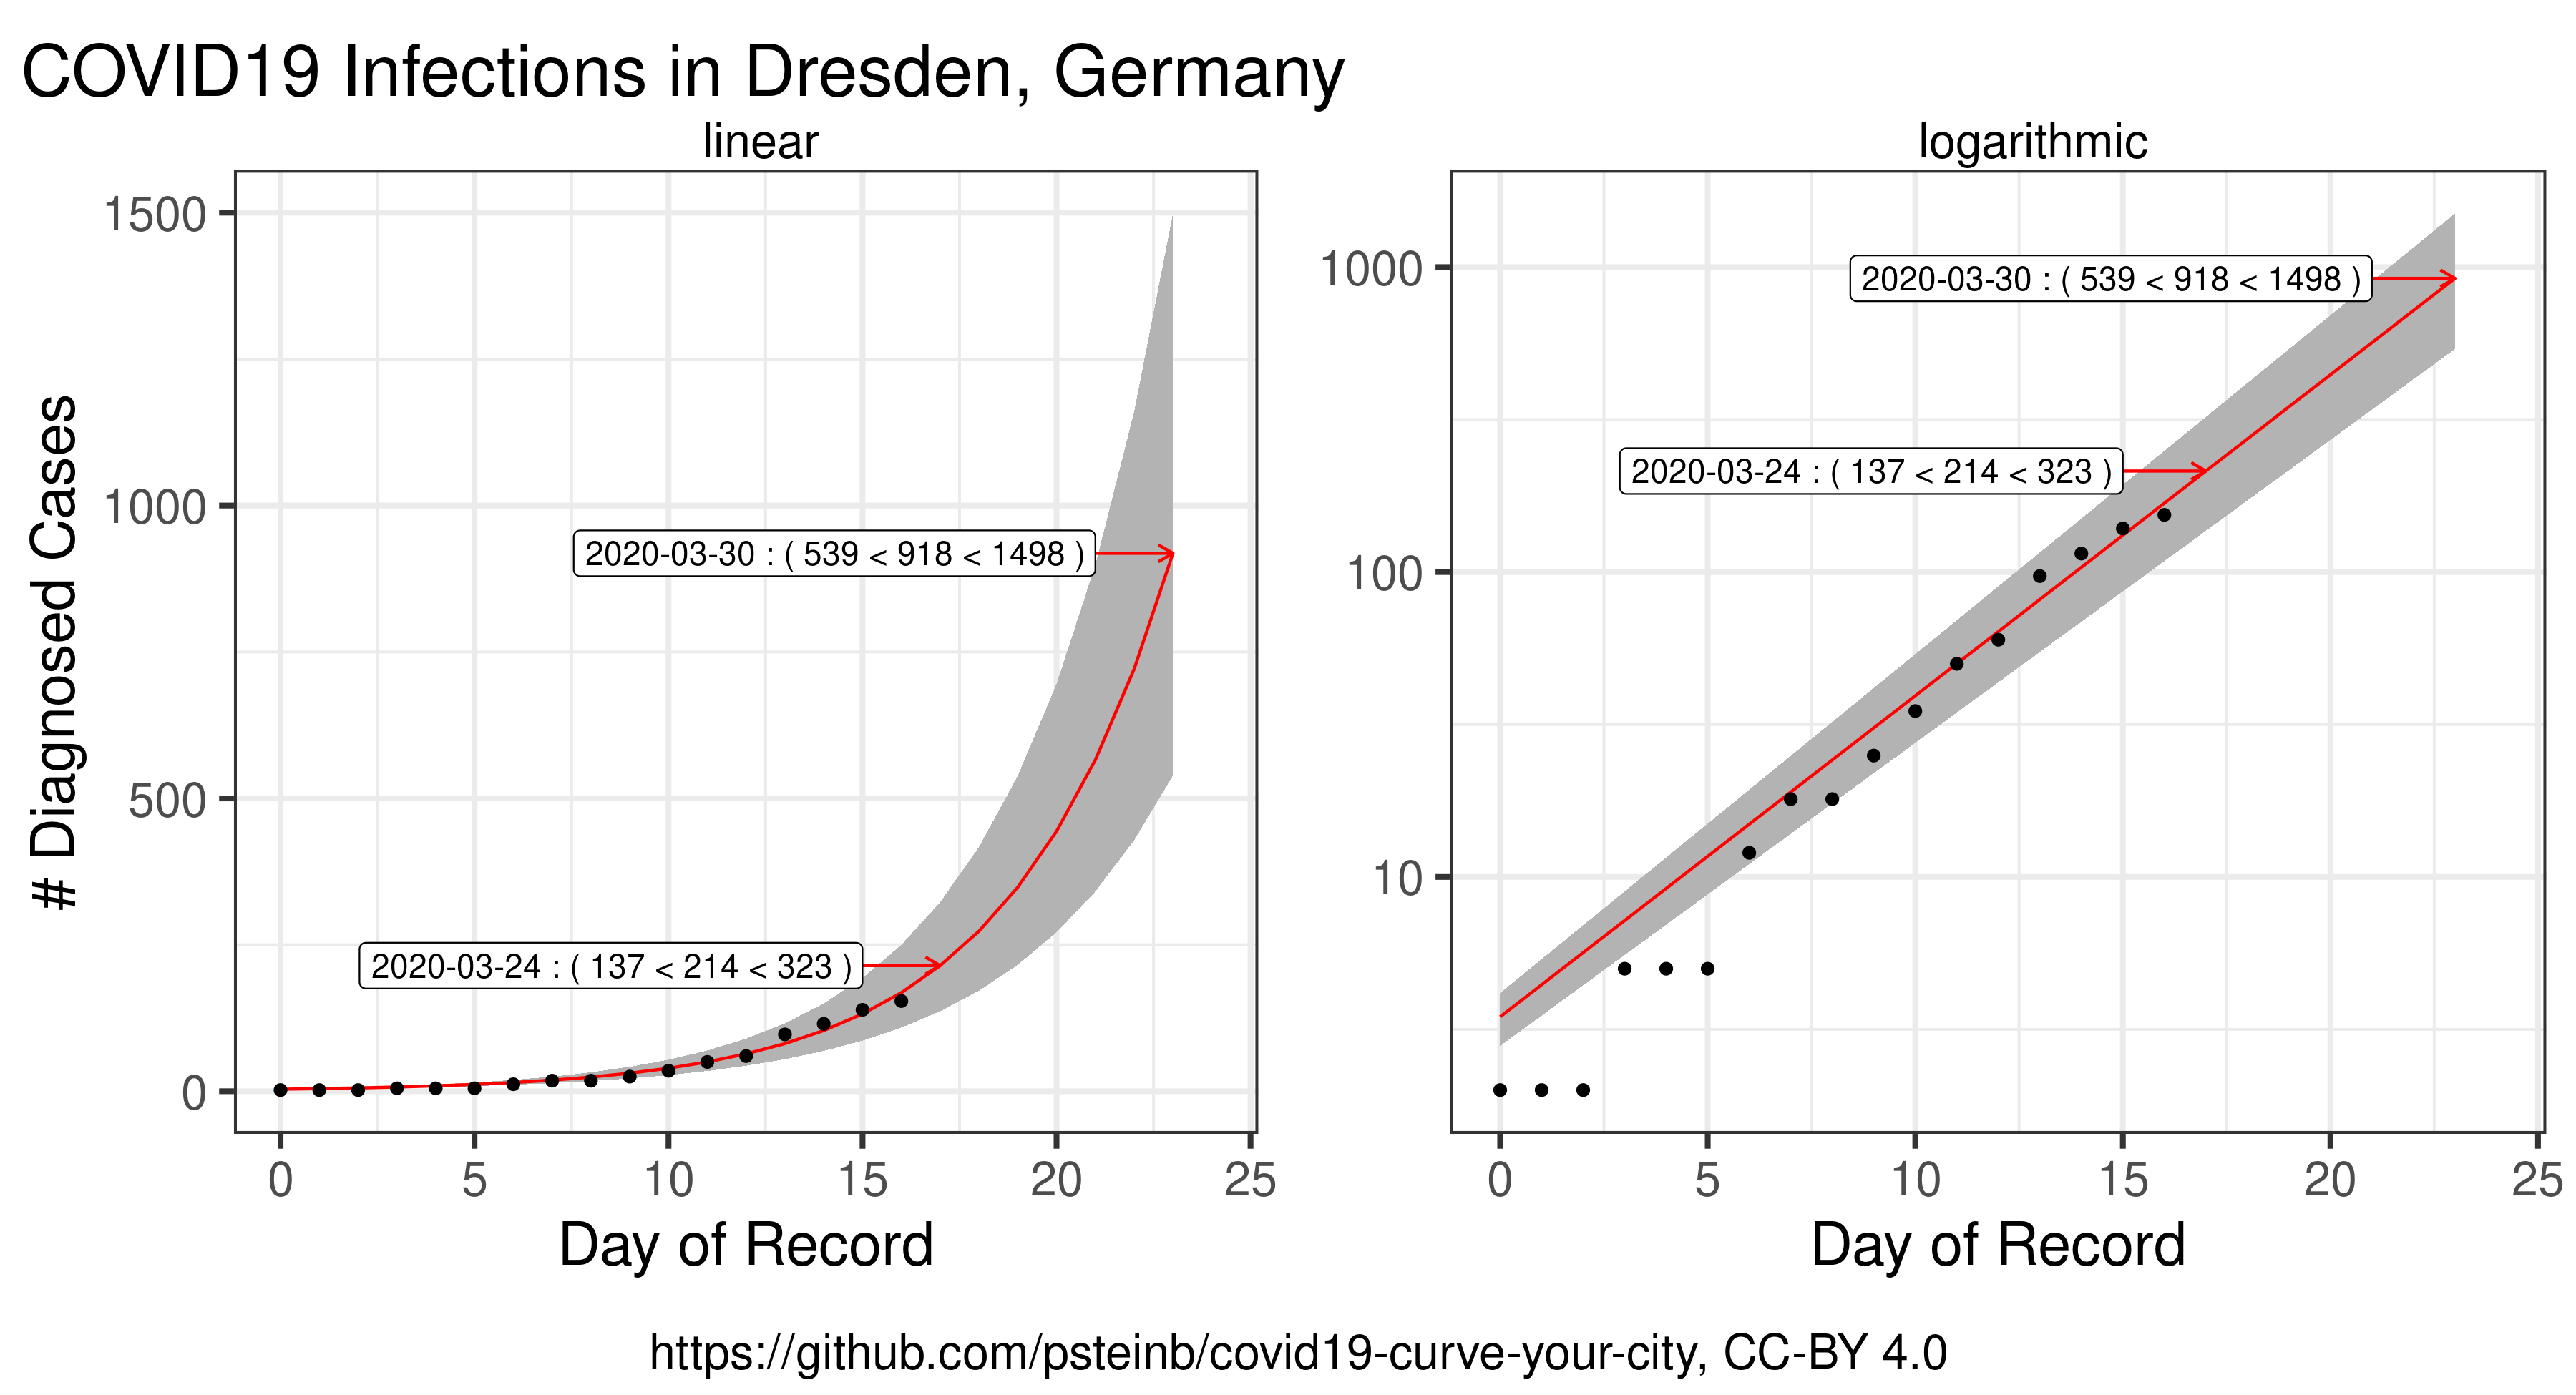 COVID19 Infections in Dresden, Germany
linear
1500
1000
500
0
# Diagnosed Cases
2020-03-30 : ( 539 < 918 < 1498 )
2020-03-24 : ( 137 < 214 < 323 )
0 5 10 15 20 25
Day of Record
logarithmic
1000
100
10
2020-03-30 : ( 539 < 918 < 1498 )
2020-03-24 : ( 137 < 214 < 323 )
0 5 10 15 20 25
Day of Record
https://github.com/psteinb/covid19-curve-your-city, CC-BY 4.0